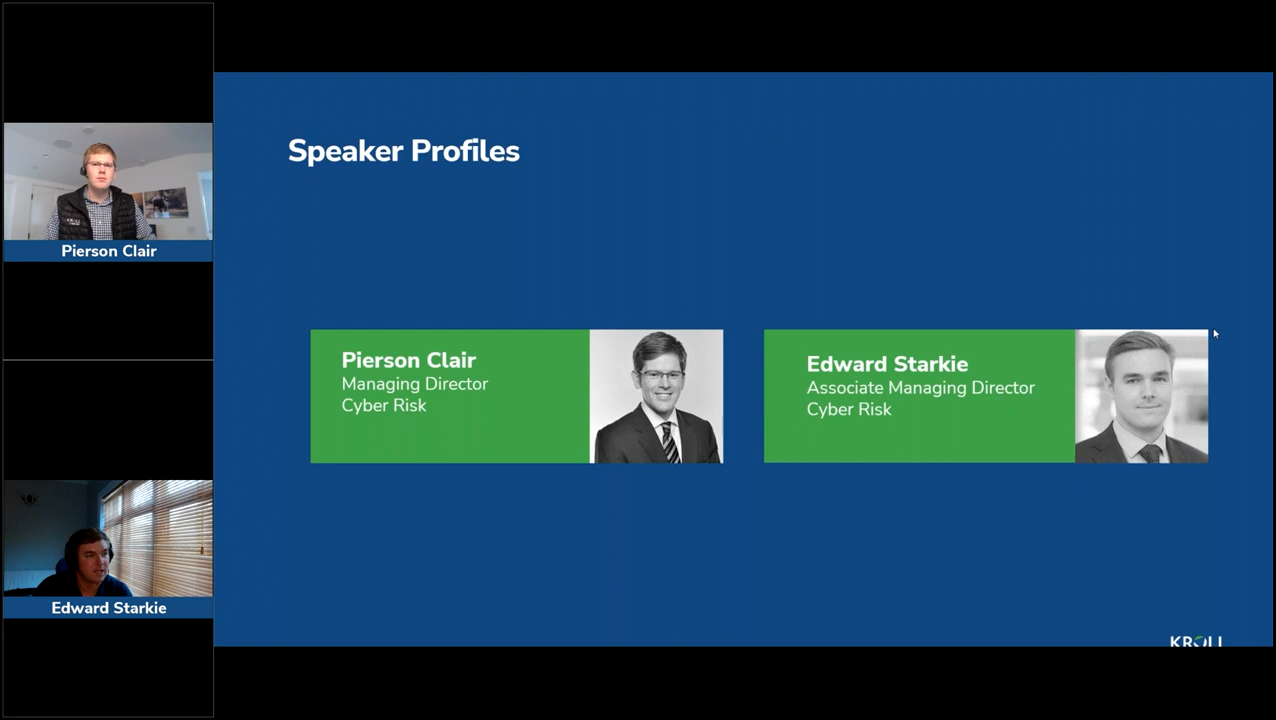 Pierson Clair
Edward Starkie
Speaker Profiles
Pierson Clair
Managing Director
Cyber Risk
Edward Starkie
Associate Managing Director
Cyber Risk
KROLL